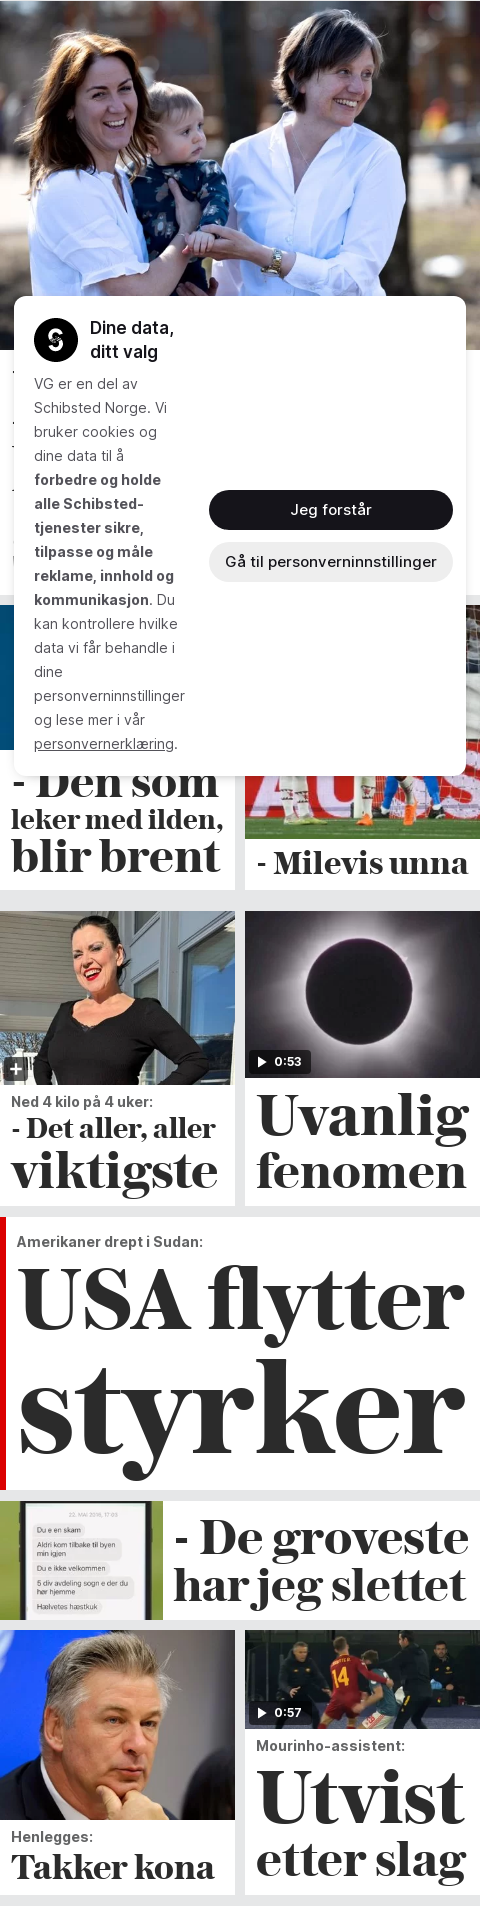 Dine data,
ditt valg
VG er en del av
Schibsted Norge. Vi
bruker cookies og
dine data til å
forbedre og holde
alle Schibsted-
tjenester sikre,
tilpasse og måle
reklame, innhold og
kommunikasjon. Du
kan kontrollere hvilke
data vi får behandle i
dine
personverninnstillinger
og lese mer i vår
personvernerklæring.
Jeg forstår
Gå til personverninnstillinger
- Den som
leker med ilden,
blir brent
- Milevis unna
Ned 4 kilo på 4 uker:
- Det aller, aller
viktigste
0:53
Uvanlig
fenomen
Amerikaner drept i Sudan:
USA flytter
styrker
22. MAI 2016, 17:03
Du e en skam
Aldri kom tilbake til byen
min igjen
Du e ikke velkommen
5 div avdeling sogn e der du
hør hjemme
Hælvetes hæstkuk
- De groveste
har jeg slettet
Henlegges:
Takker kona
14
0:57
Mourinho-assistent:
Utvist
etter slag